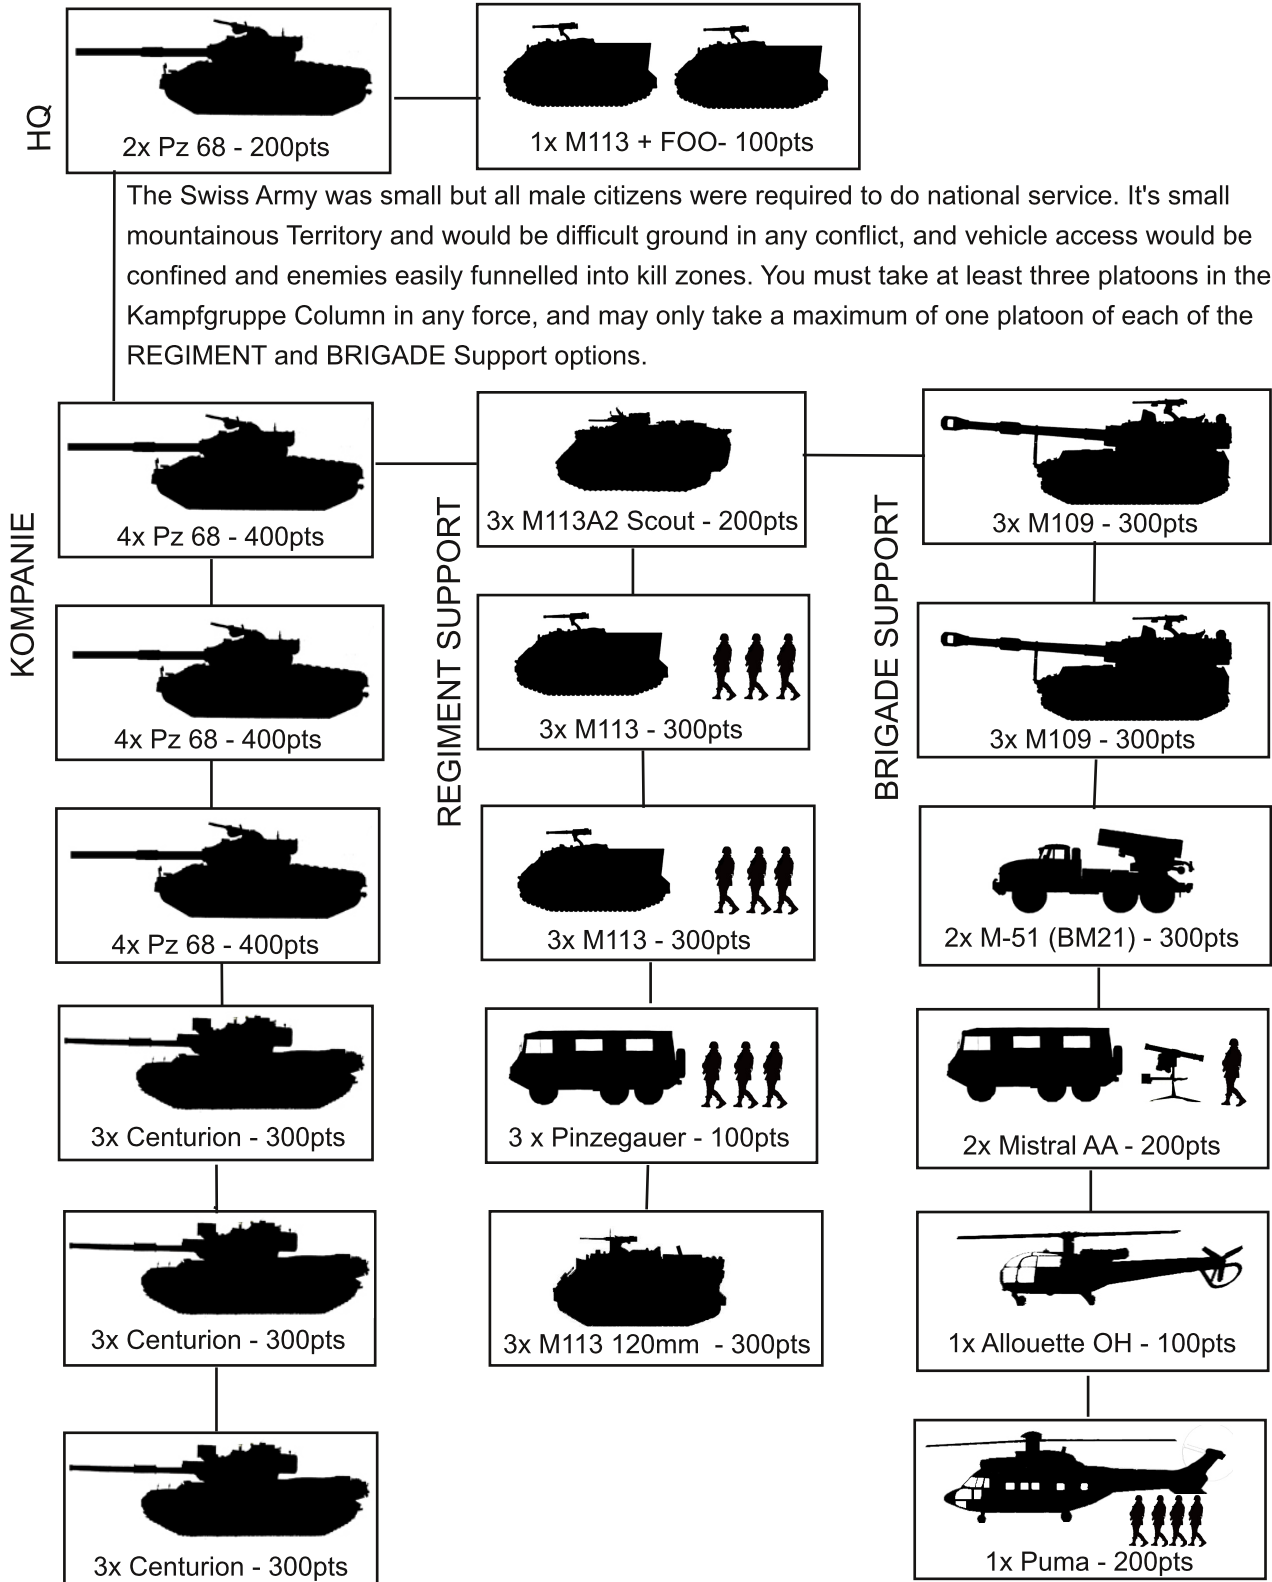 HQ
2x Pz 68 - 200pts
1x M113 + FOO- 100pts
The Swiss Army was small but all male citizens were required to do national service. It's small
mountainous Territory and would be difficult ground in any conflict, and vehicle access would be
confined and enemies easily funnelled into kill zones. You must take at least three platoons in the
Kampfgruppe Column in any force, and may only take a maximum of one platoon of each of the
REGIMENT and BRIGADE Support options.
KOMPANIE
4x Pz 68 - 400pts
4x Pz 68 - 400pts
4x Pz 68 - 400pts
3x Centurion - 300pts
3x Centurion - 300pts
3x Centurion - 300pts
REGIMENT SUPPORT
3x M113A2 Scout - 200pts
3x M113 - 300pts
3x M113 - 300pts
3 x Pinzegauer - 100pts
3x M113 120mm - 300pts
BRIGADE SUPPORT
3x M109 - 300pts
3x M109 - 300pts
2x M-51 (BM21) - 300pts
2x Mistral AA - 200pts
1x Allouette OH - 100pts
1x Puma - 200pts